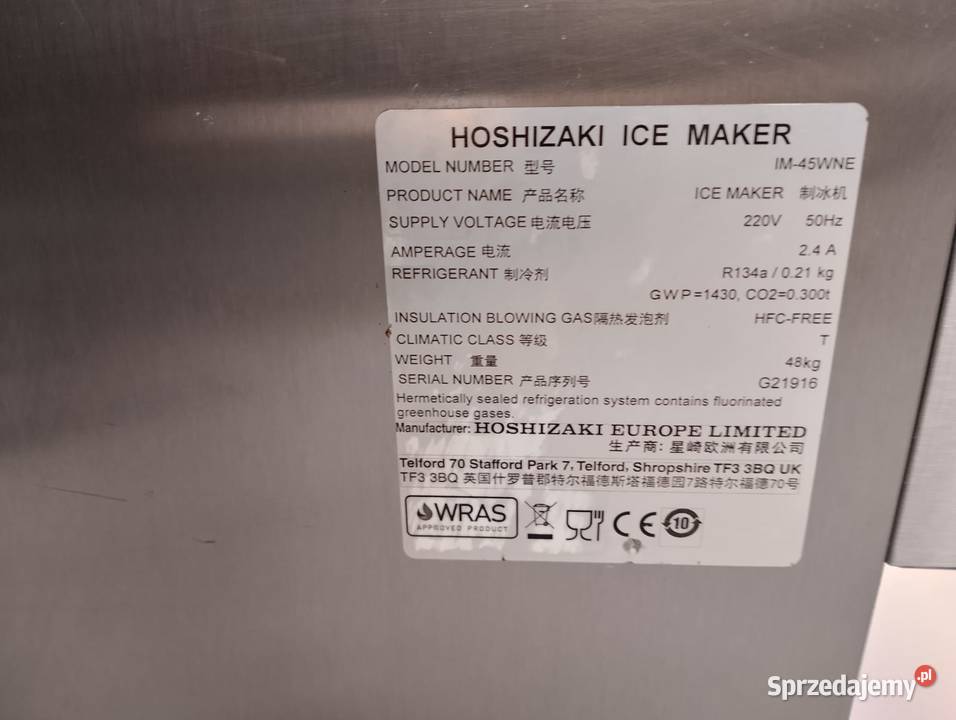 HOSHIZAKI ICE MAKER
MODEL NUMBER 型号 IM-45WNE
PRODUCT NAME 产品名称 ICE MAKER 制冰机
SUPPLY VOLTAGE 电流电压 220V 50Hz
AMPERAGE 电流 2.4 A
REFRIGERANT 制冷剂 R134a / 0.21 kg
GWP=1430, CO2=0.300t
INSULATION BLOWING GAS隔热发泡剂 HFC-FREE
CLIMATIC CLASS 等级 T
WEIGHT 重量 48kg
SERIAL NUMBER 产品序列号 G21916
Hermetically sealed refrigeration system contains fluorinated
greenhouse gases.
Manufacturer: HOSHIZAKI EUROPE LIMITED
生产商: 星崎欧洲有限公司
Telford 70 Stafford Park 7, Telford, Shropshire TF3 3BQ UK
TF3 3BQ 英国什罗普郡特尔福德斯塔福德园7路特尔福德70号
WRAS
APPROVED PRODUCT
CE 10
Sprzedajemy.pl